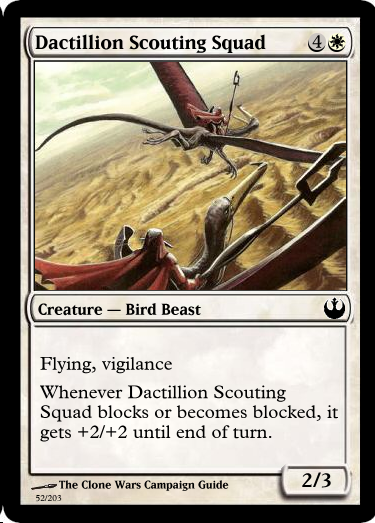 Dactillion Scouting Squad 4
Creature — Bird Beast
Flying, vigilance
Whenever Dactillion Scouting
Squad blocks or becomes blocked, it
gets +2/+2 until end of turn.
The Clone Wars Campaign Guide
52/203
2/3